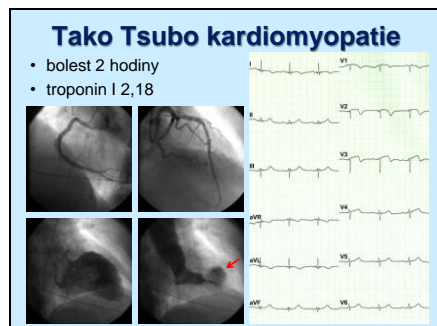 Tako Tsubo kardiomyopatie
• bolest 2 hodiny
• troponin I 2,18
I
V1
II
V2
III
V3
aVR
V4
aVL
V5
aVF
V6